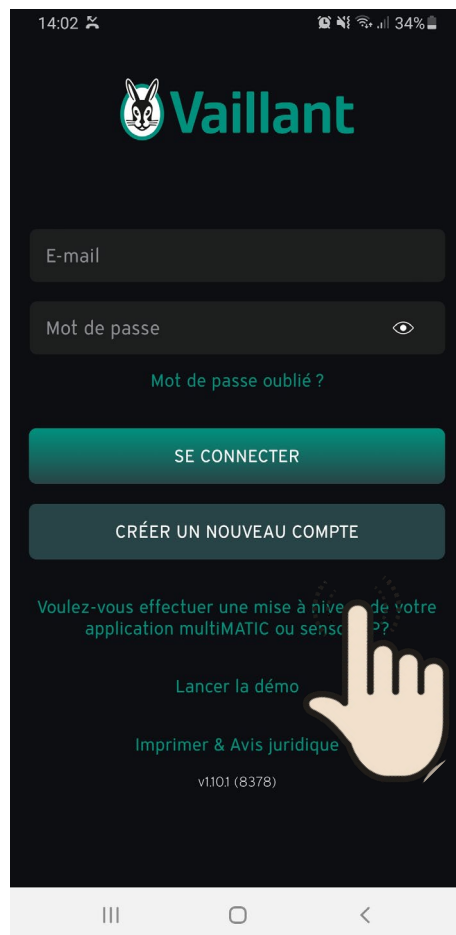 14:02
34%
Vaillant
E-mail
Mot de passe
Mot de passe oublié ?
SE CONNECTER
CRÉER UN NOUVEAU COMPTE
Voulez-vous effectuer une mise à de votre
application multiMATIC ou
Lancer la démo
Imprimer & Avis juridique
v1.10.1 (8378)